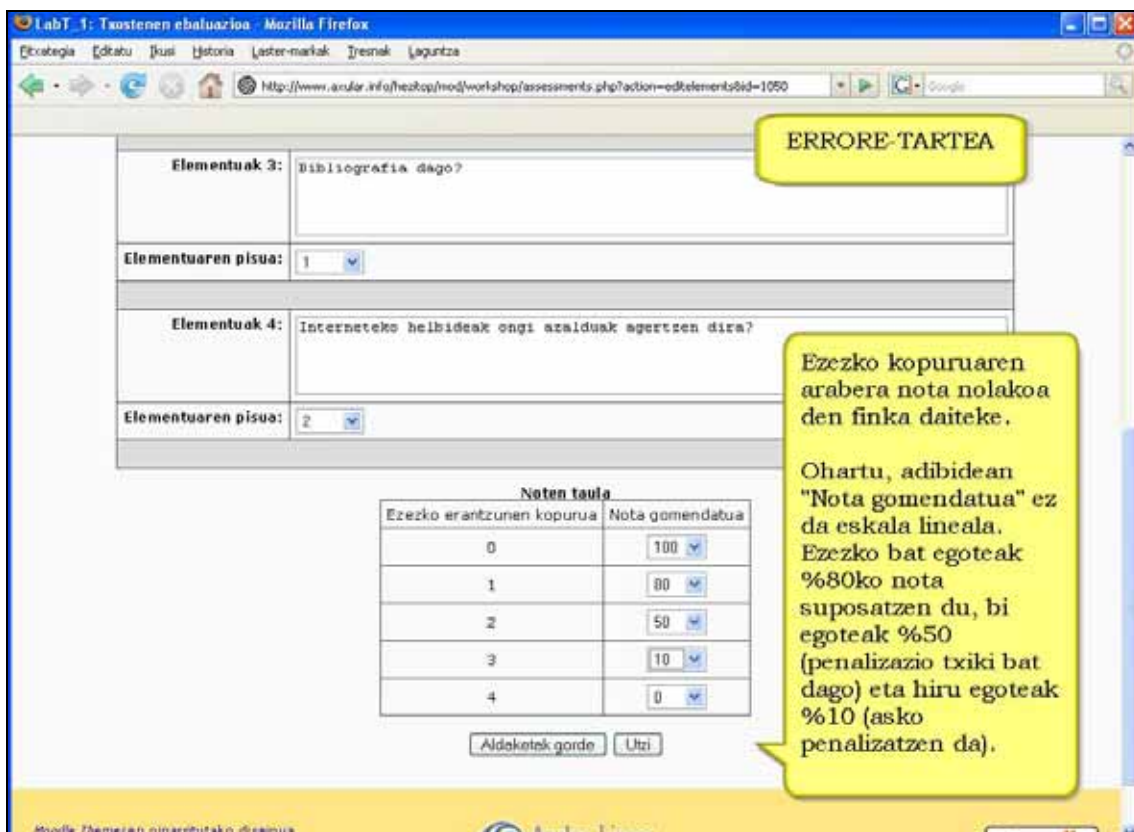 LabT_1: Txostenen ebaluazioa - Mozilla Firefox
Fitxategia Editatu Ikusi Historia Laster-markak Tresnak Laguntza
http://www.axular.info/hezitop/mod/workshop/assessments.php?action=editelements&id=1050
Google
ERRORE-TARTEA
Elementuak 3:
Bibliografia dago?
Elementuaren pisua:
1
Elementuak 4:
Interneteko helbideak ongi azalduak agertzen dira?
Elementuaren pisua:
2
Noten taula
Ezezko erantzunen kopurua Nota gomendatua
0 100
1 80
2 50
3 10
4 0
Aldaketak gorde Utzi
Ezezko kopuruaren
arabera nota nolakoa
den finka daiteke.
Ohartu, adibidean
"Nota gomendatua" ez
da eskala lineala.
Ezezko bat egoteak
%80ko nota
suposatzen du, bi
egoteak %50
(penalizazio txiki bat
dago) eta hiru egoteak
%10 (asko
penalizatzen da).
Moodle Themeren oinarritutako diseinua